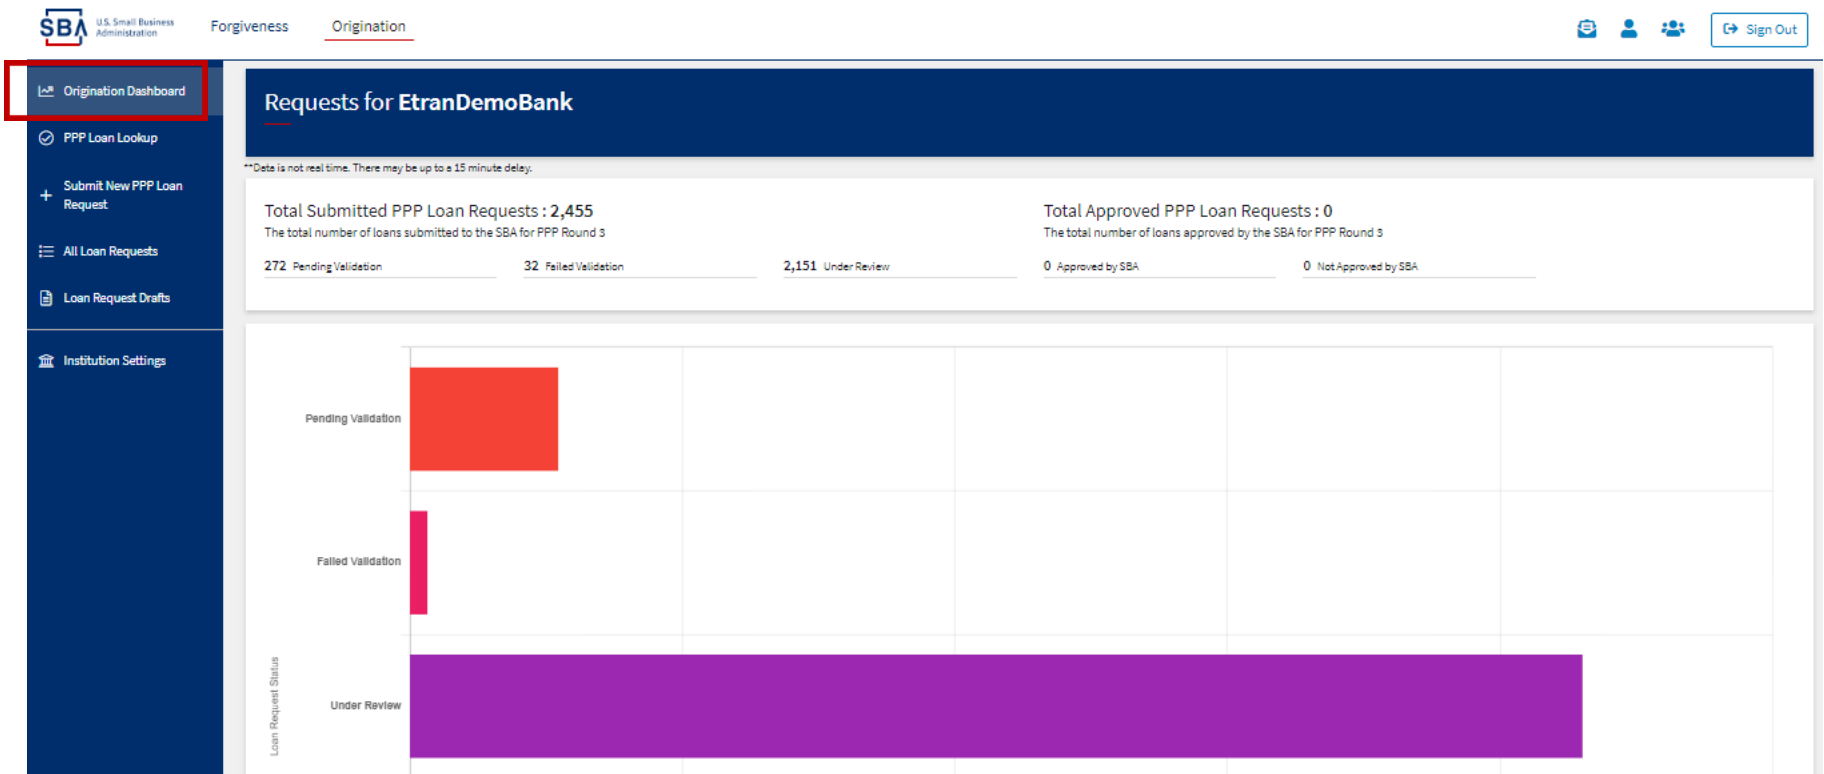 SBA U.S. Small Business
Administration
Forgiveness
Origination
Sign Out
Origination Dashboard
PPP Loan Lookup
Submit New PPP Loan
Request
All Loan Requests
Loan Request Drafts
Institution Settings
Requests for EtranDemoBank
**Data is not real time. There may be up to a 15 minute delay.
Total Submitted PPP Loan Requests : 2,455
The total number of loans submitted to the SBA for PPP Round 3
272 Pending Validation
32 Failed Validation
2,151 Under Review
Total Approved PPP Loan Requests : 0
The total number of loans approved by the SBA for PPP Round 3
0 Approved by SBA
0 Not Approved by SBA
Pending Validation
Failed Validation
Under Review
Loan Request Status